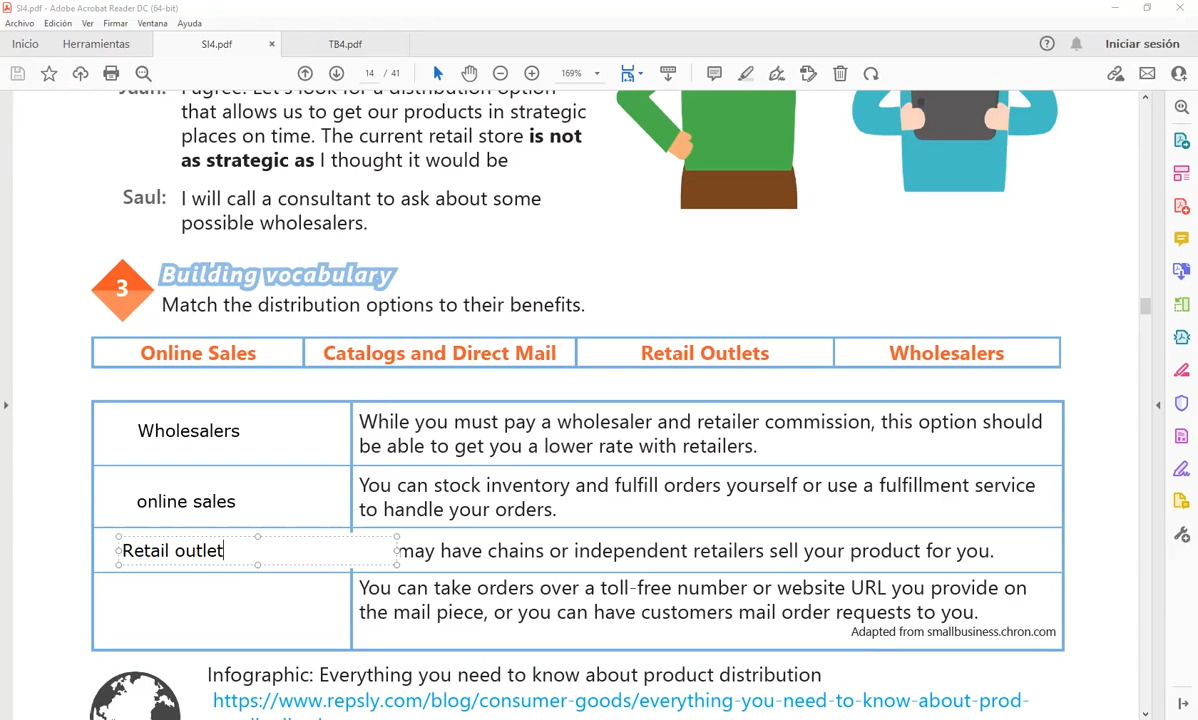 SI4.pdf - Adobe Acrobat Reader DC (64-bit)
Archivo Edición Ver Firmar Ventana Ayuda
Inicio Herramientas SI4.pdf × TB4.pdf Iniciar sesión
14 / 41 169%
that allows us to get our products in strategic
places on time. The current retail store is not
as strategic as I thought it would be
Saul: I will call a consultant to ask about some
possible wholesalers.
3 Building vocabulary
Match the distribution options to their benefits.
Online Sales Catalogs and Direct Mail Retail Outlets Wholesalers
Wholesalers While you must pay a wholesaler and retailer commission, this option should
be able to get you a lower rate with retailers.
online sales You can stock inventory and fulfill orders yourself or use a fulfillment service
to handle your orders.
Retail outlet may have chains or independent retailers sell your product for you.
You can take orders over a toll-free number or website URL you provide on
the mail piece, or you can have customers mail order requests to you.
Adapted from smallbusiness.chron.com
Infographic: Everything you need to know about product distribution
https://www.repsly.com/blog/consumer-goods/everything-you-need-to-know-about-prod-